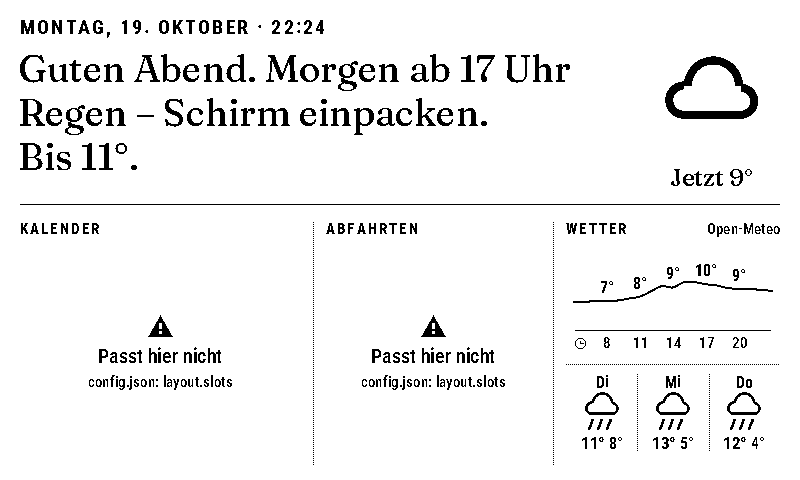 MONTAG, 19. OKTOBER · 22:24
Guten Abend. Morgen ab 17 Uhr
Regen – Schirm einpacken.
Bis 11°.
Jetzt 9°
KALENDER
Passt hier nicht
config.json: layout.slots
ABFAHRTEN
Passt hier nicht
config.json: layout.slots
WETTER
Open-Meteo
7° 8° 9° 10° 9°
8 11 14 17 20
Di Mi Do
11° 8° 13° 5° 12° 4°